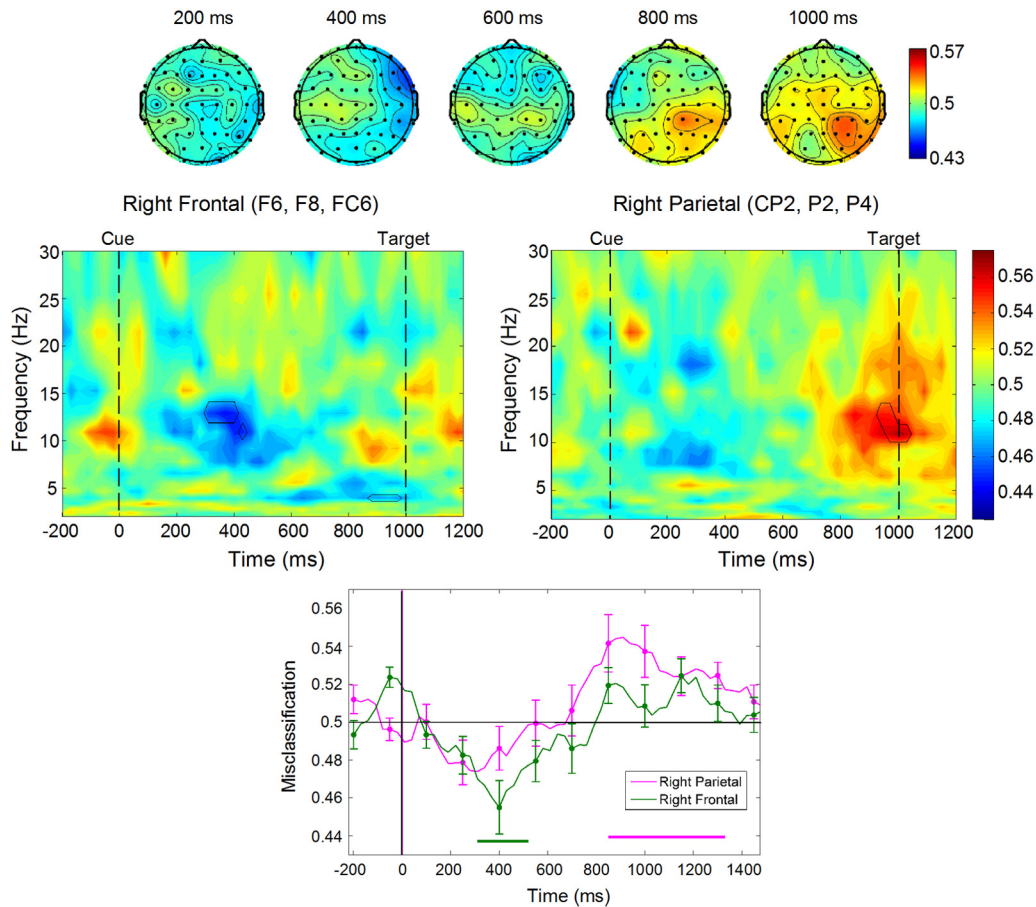 200 ms 400 ms 600 ms 800 ms 1000 ms
0.57
0.5
0.43
Right Frontal (F6, F8, FC6)
Cue Target
30
25
20
15
10
5
Frequency (Hz)
-200 0 200 400 600 800 1000 1200
Time (ms)
Right Parietal (CP2, P2, P4)
Cue Target
30
25
20
15
10
5
Frequency (Hz)
-200 0 200 400 600 800 1000 1200
Time (ms)
0.56
0.54
0.52
0.5
0.48
0.46
0.44
0.56
0.54
0.52
0.5
0.48
0.46
0.44
Misclassification
Right Parietal
Right Frontal
-200 0 200 400 600 800 1000 1200 1400
Time (ms)